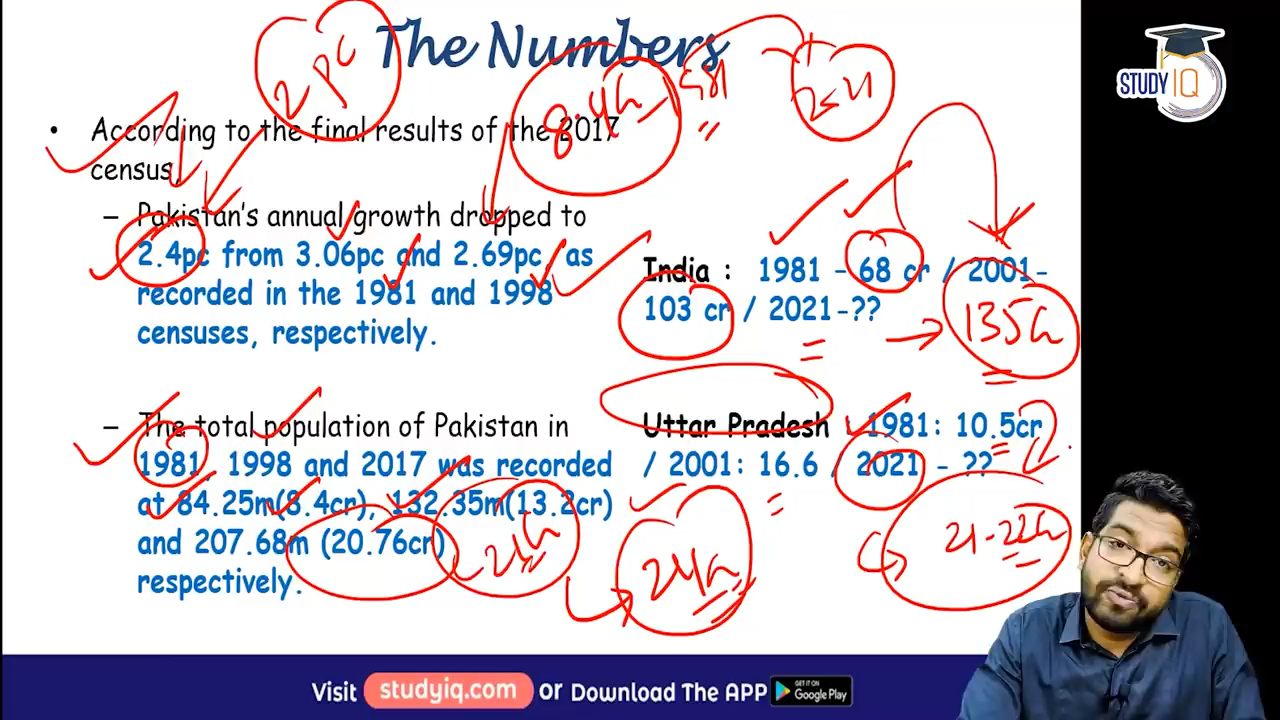 The Numbers
STUDY IQ
2 pc
8.4cr
1981
2021
• According to the final results of the 2017
census,
– Pakistan's annual growth dropped to
2.4pc from 3.06pc and 2.69pc, as
recorded in the 1981 and 1998
censuses, respectively.
– The total population of Pakistan in
1981, 1998 and 2017 was recorded
at 84.25m(8.4cr), 132.35m(13.2cr)
and 207.68m (20.76cr)
respectively.
24cr
India : 1981 – 68 cr / 2001-
103 cr / 2021-??
135cr
Uttar Pradesh 1981: 10.5cr
/ 2001: 16.6 / 2021 - ??
21-22cr
Visit studyiq.com OR Download The APP
GET IT ON
Google Play